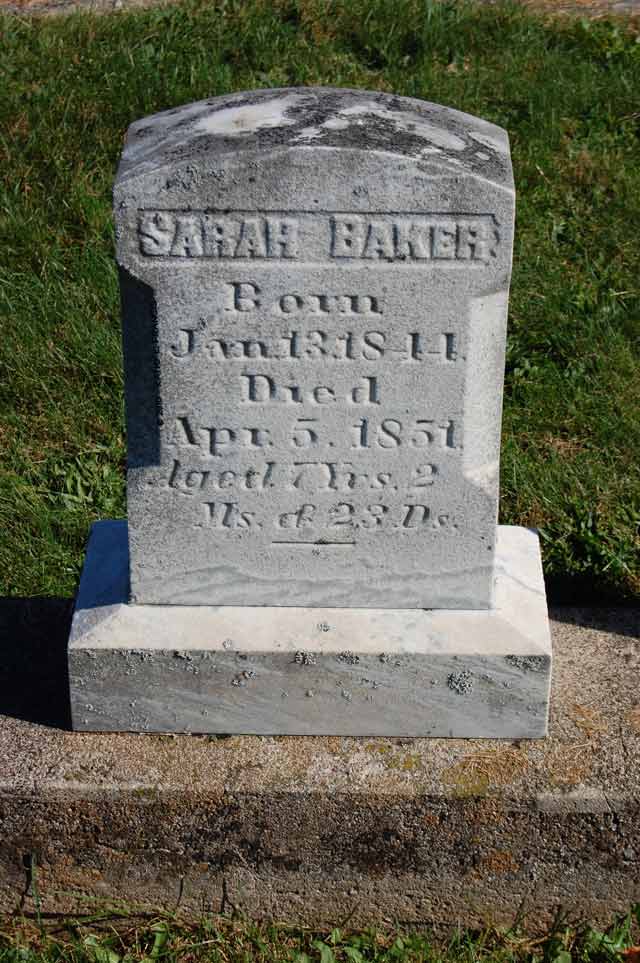 SARAH BAKER
Born
Jan. 13. 1844.
Died
Apr. 5. 1851.
Aged 7 Yrs. 2
Ms. & 23 Ds.